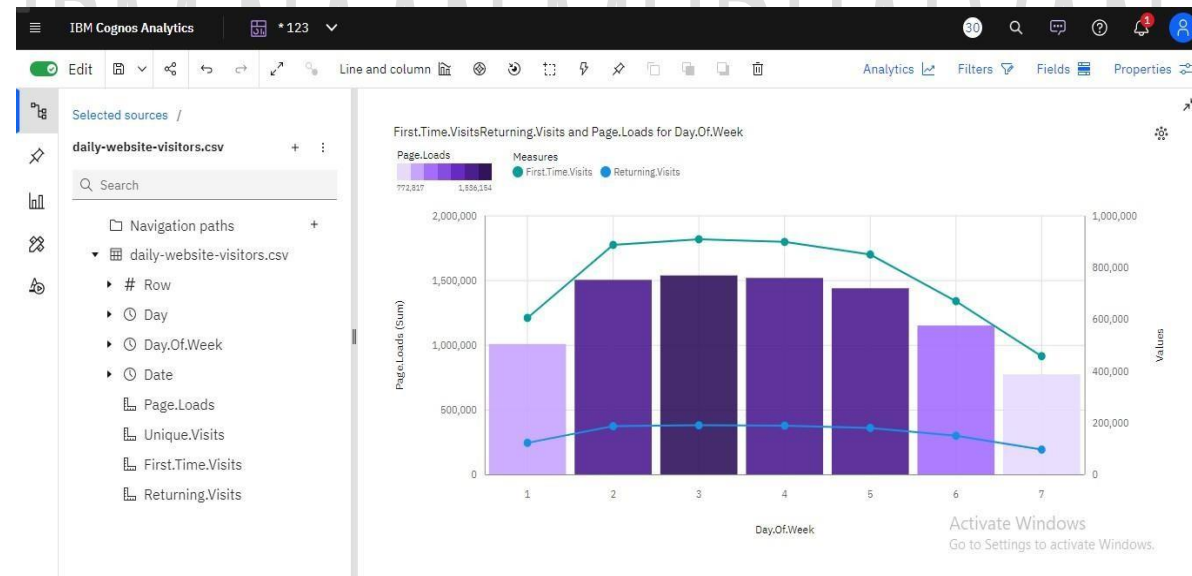 IBM Cognos Analytics
* 123
30
1
Edit
Line and column
Analytics
Filters
Fields
Properties
Selected sources /
daily-website-visitors.csv
Search
Navigation paths
daily-website-visitors.csv
# Row
Day
Day.Of.Week
Date
Page.Loads
Unique.Visits
First.Time.Visits
Returning.Visits
First.Time.VisitsReturning.Visits and Page.Loads for Day.Of.Week
Page.Loads
772,817 1,536,154
Measures
First.Time.Visits Returning.Visits
2,000,000
1,500,000
1,000,000
500,000
0
Page.Loads (Sum)
1,000,000
800,000
600,000
400,000
200,000
0
Values
1 2 3 4 5 6 7
Day.Of.Week
Activate Windows
Go to Settings to activate Windows.